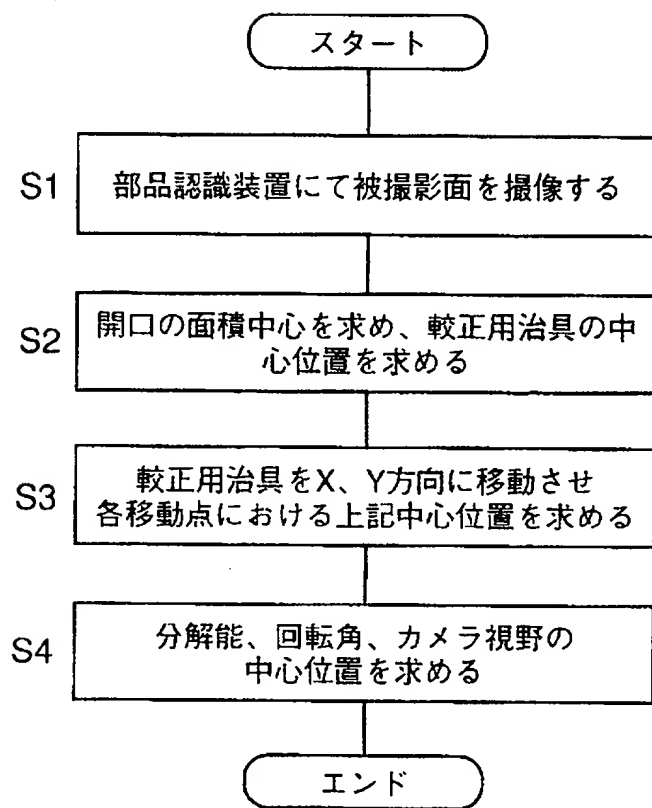 スタート
S1
部品認識装置にて被撮影面を撮像する
S2
開口の面積中心を求め、較正用治具の中
心位置を求める
S3
較正用治具をX、Y方向に移動させ
各移動点における上記中心位置を求める
S4
分解能、回転角、カメラ視野の
中心位置を求める
エンド